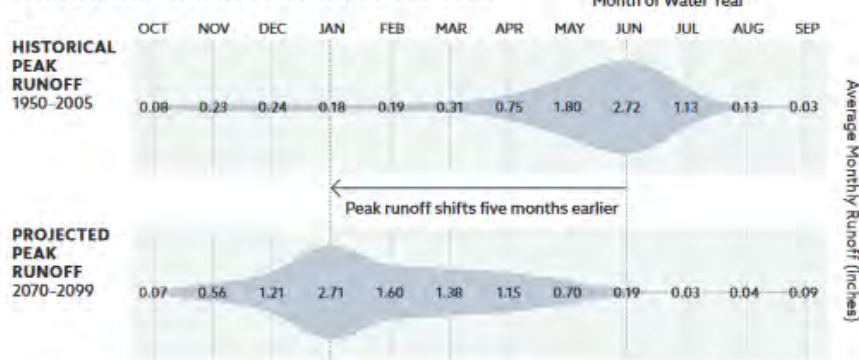 Month of Water Year
OCT NOV DEC JAN FEB MAR APR MAY JUN JUL AUG SEP
HISTORICAL
PEAK
RUNOFF
1950–2005
0.08 0.23 0.24 0.18 0.19 0.31 0.75 1.80 2.72 1.13 0.13 0.03
Peak runoff shifts five months earlier
PROJECTED
PEAK
RUNOFF
2070–2099
0.07 0.56 1.21 2.71 1.60 1.38 1.15 0.70 0.19 0.03 0.04 0.09
Average Monthly Runoff (inches)